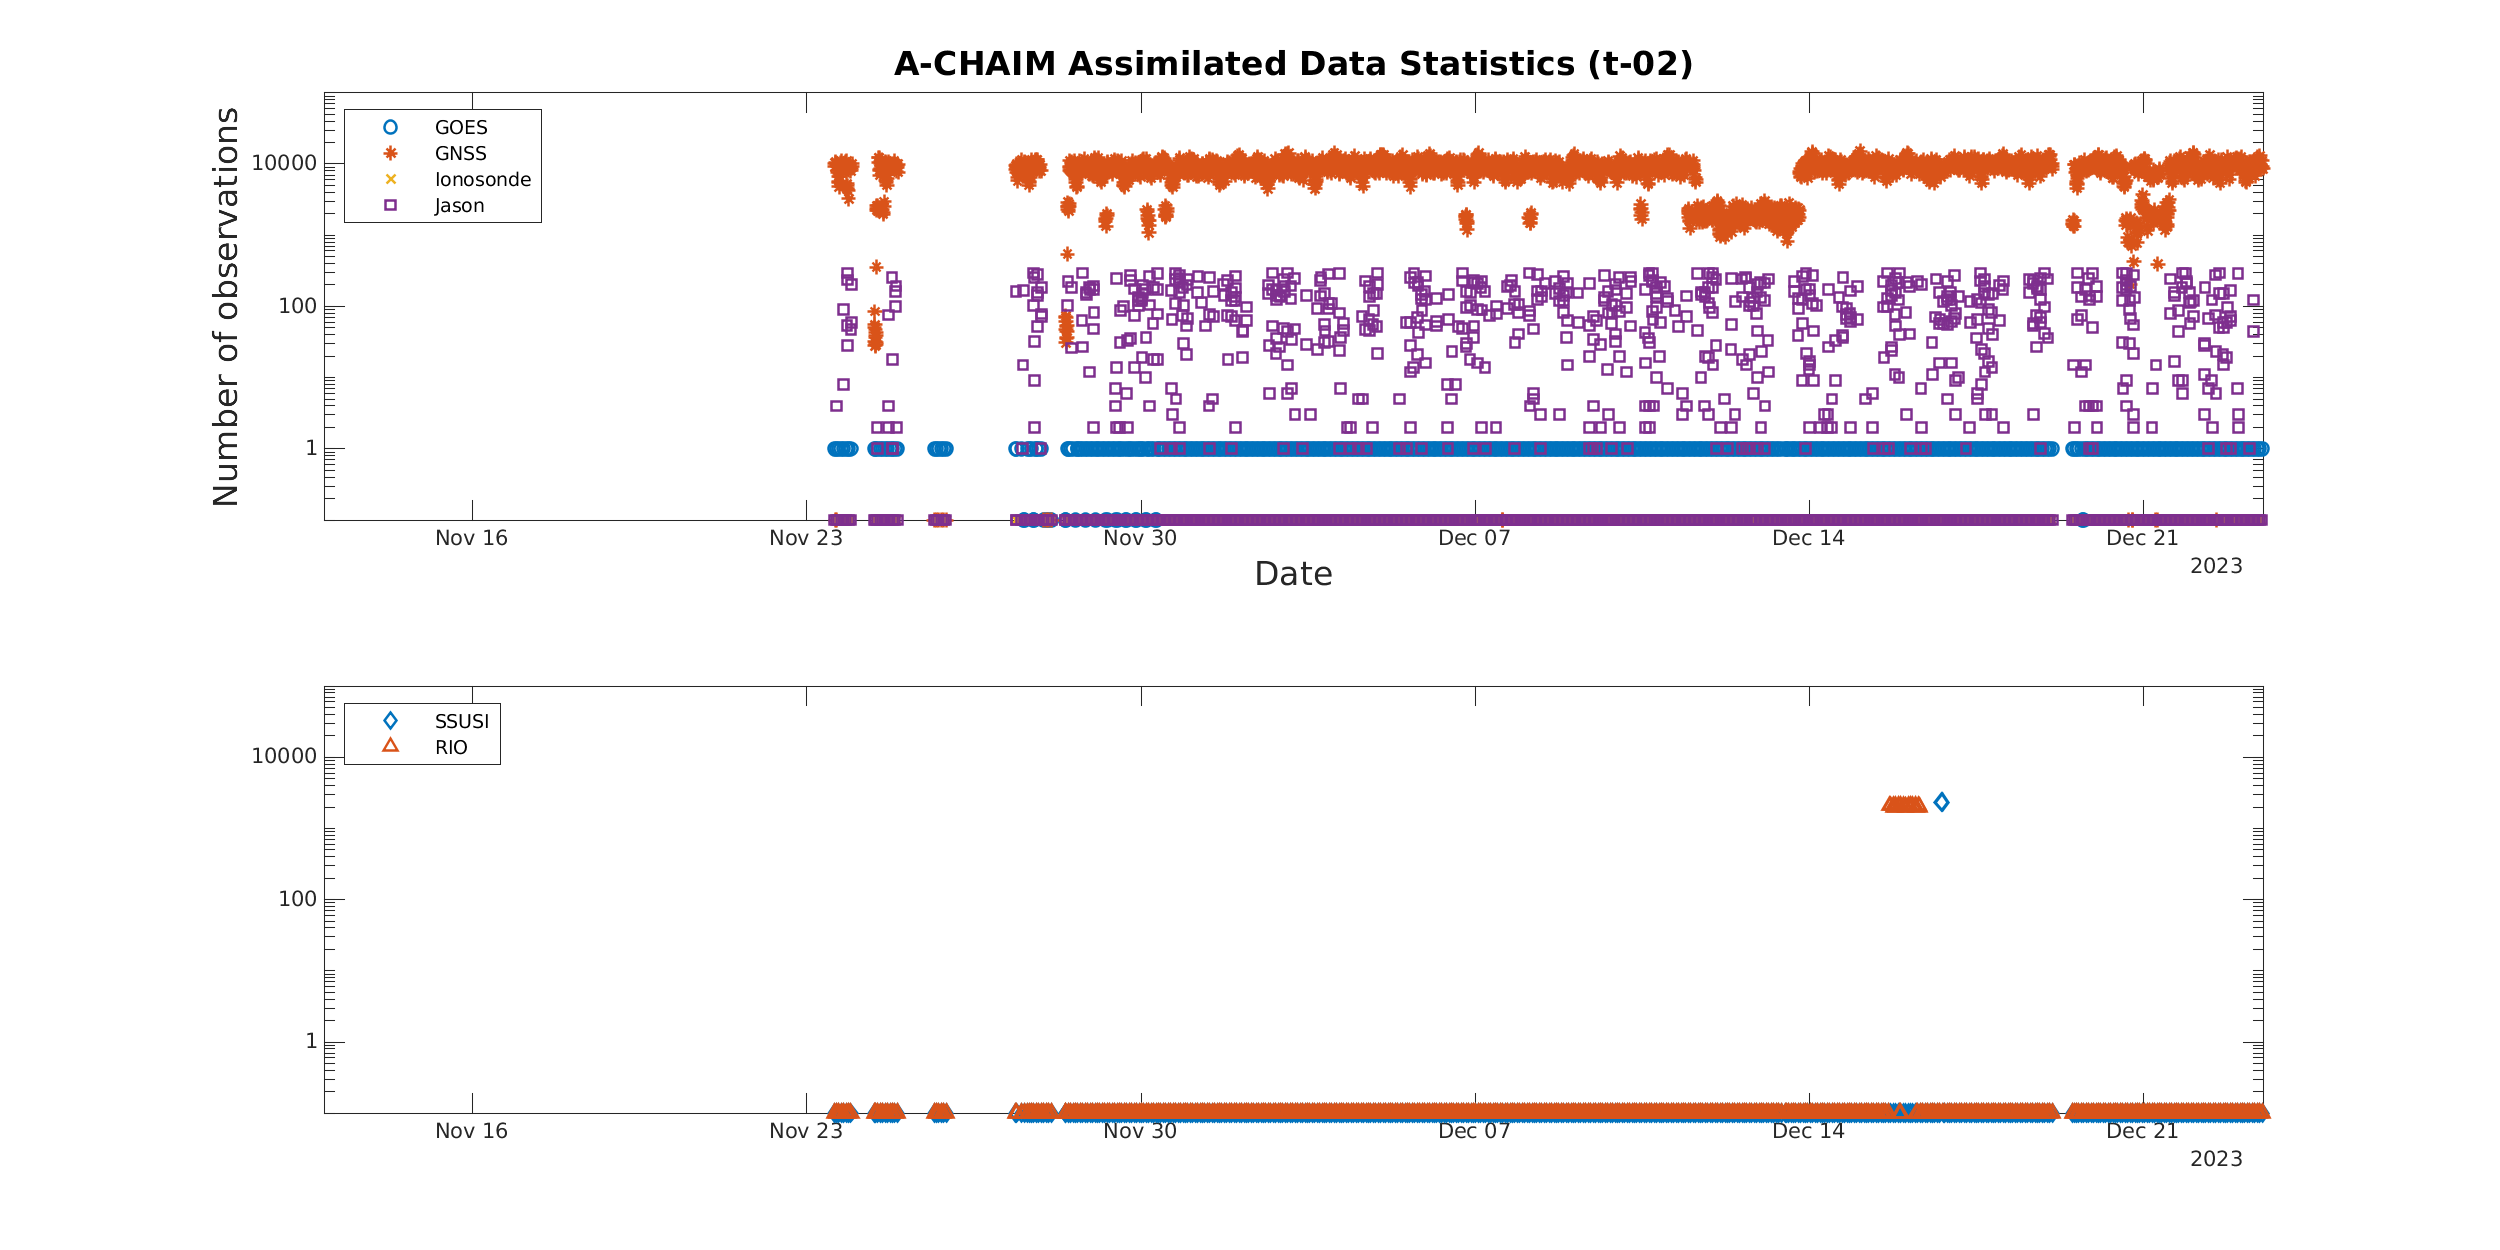 A-CHAIM Assimilated Data Statistics (t-02)
Number of observations
10000
100
1
GOES
GNSS
Ionosonde
Jason
Nov 16
Nov 23
Nov 30
Dec 07
Dec 14
Dec 21
Date
2023
10000
100
1
SSUSI
RIO
Nov 16
Nov 23
Nov 30
Dec 07
Dec 14
Dec 21
2023